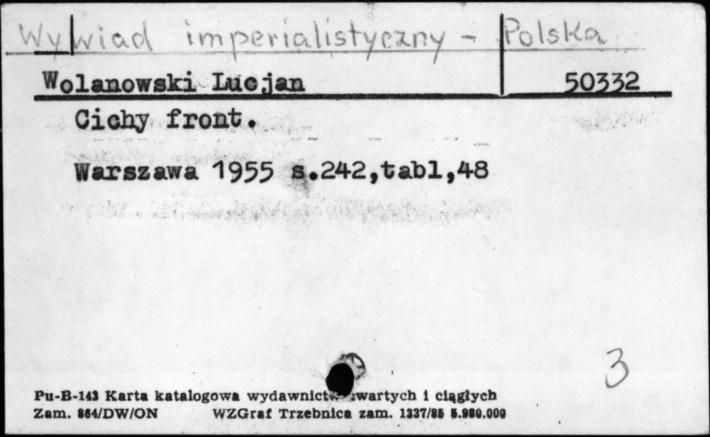 Wywiad imperialistyczny - Polska
Wolanowski Lucjan 50332
Cichy front.
Warszawa 1955 s.242,tabl,48
3
Pu-B-143 Karta katalogowa wydawnictw zwartych i ciągłych
Zam. 864/DW/ON WZGraf Trzebnica zam. 1337/85 5.980.000